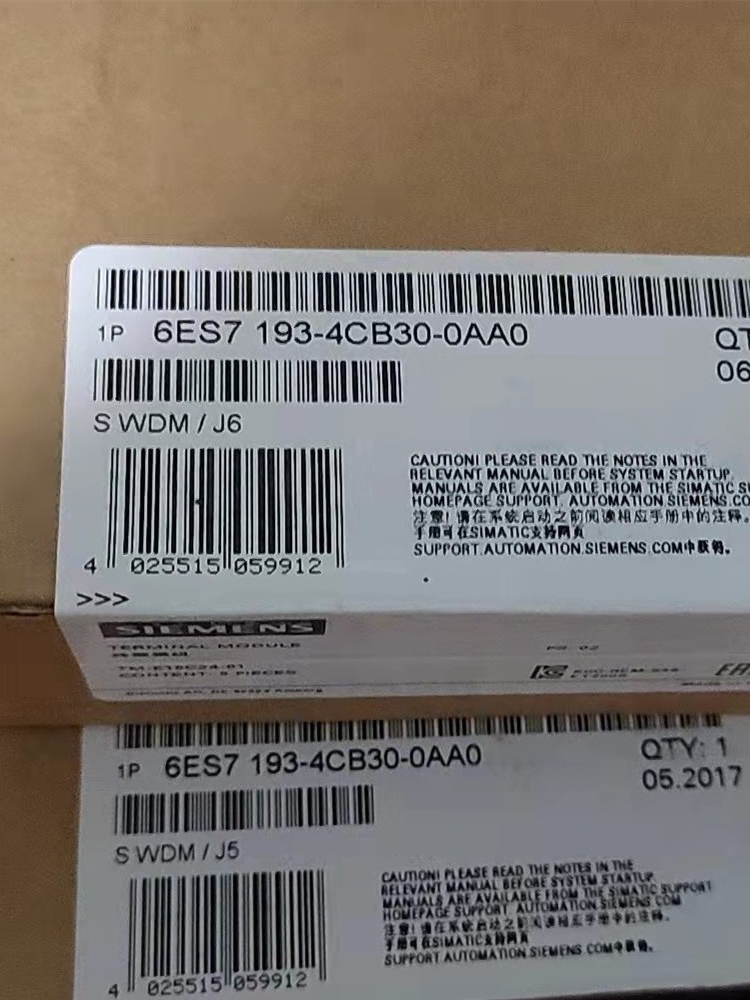 1P 6ES7 193-4CB30-0AA0
QT
06
S WDM / J6
CAUTION! PLEASE READ THE NOTES IN THE
RELEVANT MANUAL BEFORE SYSTEM STARTUP.
MANUALS ARE AVAILABLE FROM THE SIMATIC SU
HOMEPAGE SUPPORT. AUTOMATION.SIEMENS.CO
注意! 请在系统启动之前阅读相应手册中的注释。
手册可在SIMATIC支持网页
SUPPORT.AUTOMATION.SIEMENS.COM中获得。
4 025515 059912
>>>
SIEMENS
TERMINAL MODULE
TM-E15C24-01
CONTENT: 5 PIECES
1P 6ES7 193-4CB30-0AA0
QTY: 1
05.2017
S WDM / J5
CAUTION! PLEASE READ THE NOTES IN THE
RELEVANT MANUAL BEFORE SYSTEM STARTUP.
MANUALS ARE AVAILABLE FROM THE SIMATIC SUPPORT
HOMEPAGE SUPPORT. AUTOMATION.SIEMENS.COM
注意! 请在系统启动之前阅读相应手册中的注释。
手册可在SIMATIC支持网页
SUPPORT.AUTOMATION.SIEMENS.COM中获得。
4 025515 059912